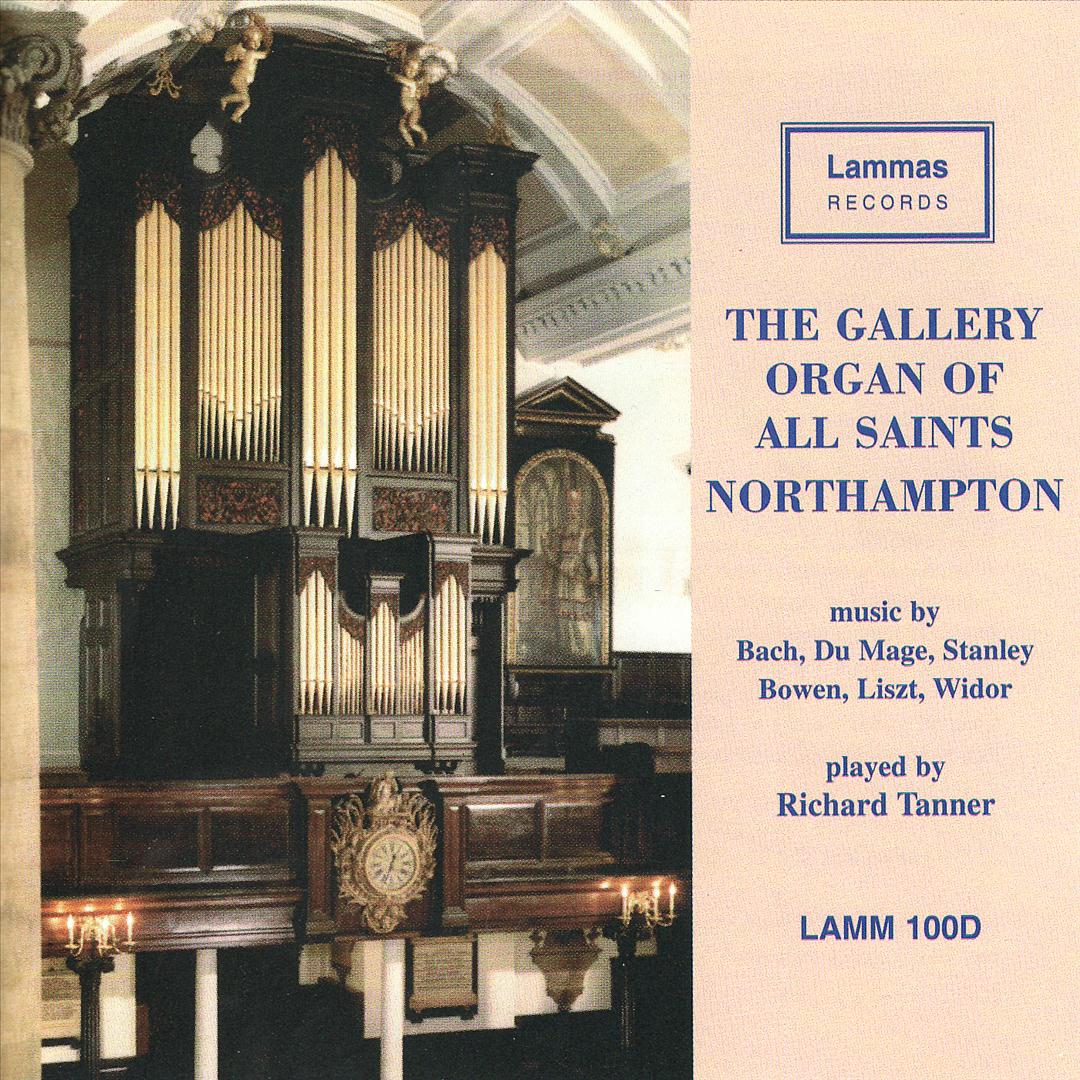 Lammas
RECORDS
THE GALLERY
ORGAN OF
ALL SAINTS
NORTHAMPTON
music by
Bach, Du Mage, Stanley
Bowen, Liszt, Widor
played by
Richard Tanner
LAMM 100D